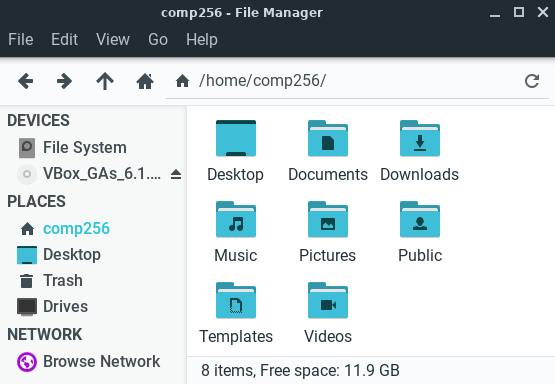 comp256 - File Manager
File Edit View Go Help
/home/comp256/
DEVICES
File System
VBox_GAs_6.1....
PLACES
comp256
Desktop
Trash
Drives
NETWORK
Browse Network
Desktop Documents Downloads
Music Pictures Public
Templates Videos
8 items, Free space: 11.9 GB